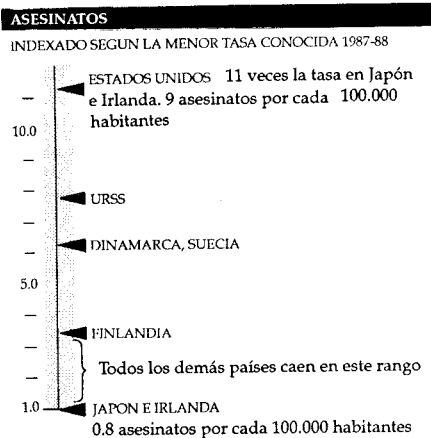 ASESINATOS
INDEXADO SEGUN LA MENOR TASA CONOCIDA 1987-88
ESTADOS UNIDOS 11 veces la tasa en Japón
e Irlanda. 9 asesinatos por cada 100.000
habitantes
10.0
URSS
DINAMARCA, SUECIA
5.0
FINLANDIA
Todos los demás países caen en este rango
1.0
JAPON E IRLANDA
0.8 asesinatos por cada 100.000 habitantes